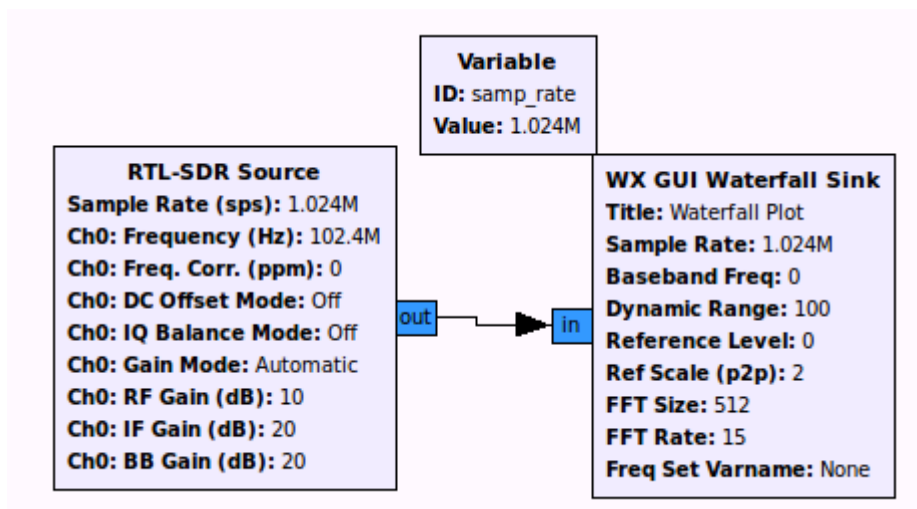 Variable
ID: samp_rate
Value: 1.024M
RTL-SDR Source
Sample Rate (sps): 1.024M
Ch0: Frequency (Hz): 102.4M
Ch0: Freq. Corr. (ppm): 0
Ch0: DC Offset Mode: Off
Ch0: IQ Balance Mode: Off
Ch0: Gain Mode: Automatic
Ch0: RF Gain (dB): 10
Ch0: IF Gain (dB): 20
Ch0: BB Gain (dB): 20
out
in
WX GUI Waterfall Sink
Title: Waterfall Plot
Sample Rate: 1.024M
Baseband Freq: 0
Dynamic Range: 100
Reference Level: 0
Ref Scale (p2p): 2
FFT Size: 512
FFT Rate: 15
Freq Set Varname: None